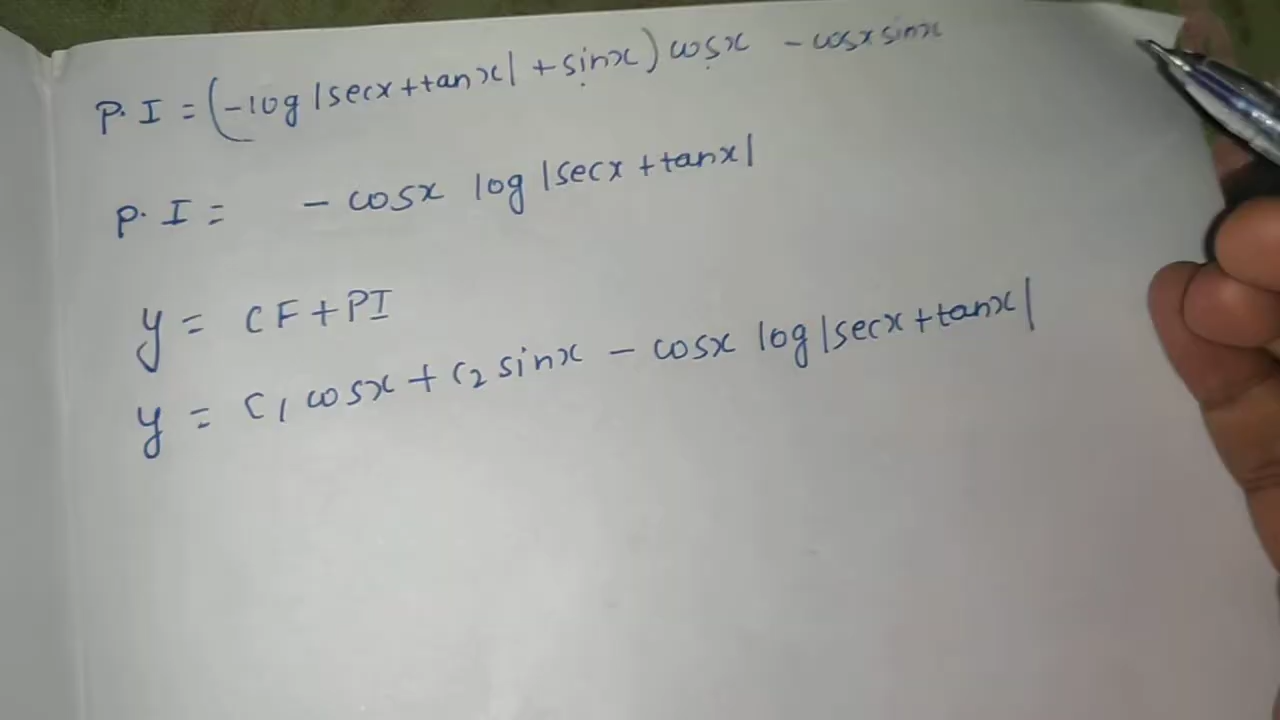 P.I = (-log |secx + tanx| + sinx) cosx - cosx sinx
P.I = - cosx log |secx + tanx|
y = CF + PI
y = C1 cosx + C2 sinx - cosx log |secx + tanx|